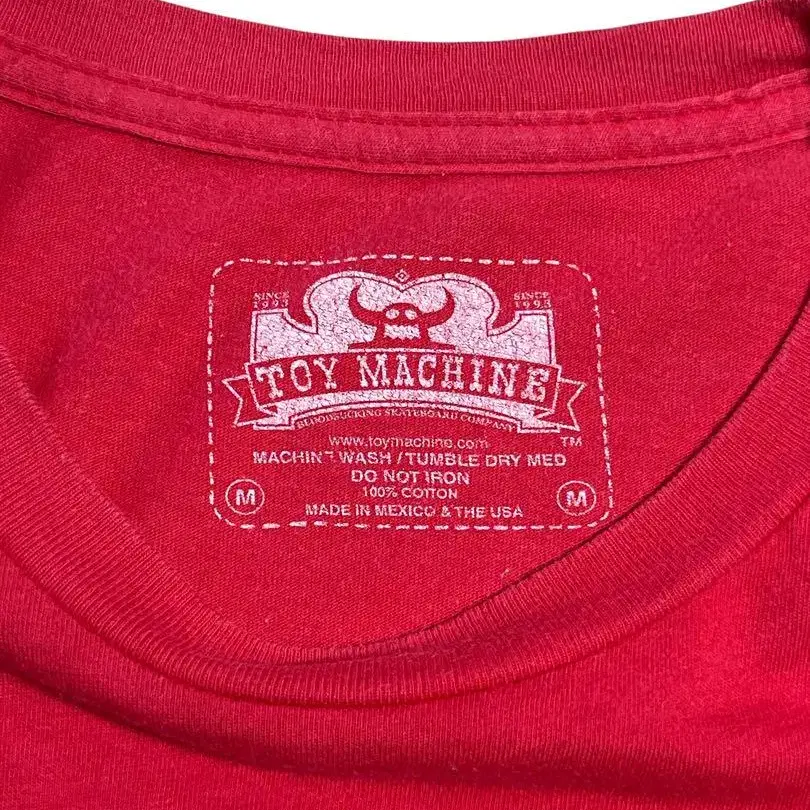 SINCE 1993
SINCE 1993
TOY MACHINE
BLOODSUCKING SKATEBOARD COMPANY
www.toymachine.com
TM
MACHINE WASH / TUMBLE DRY MED
DO NOT IRON
100% COTTON
M
M
MADE IN MEXICO & THE USA